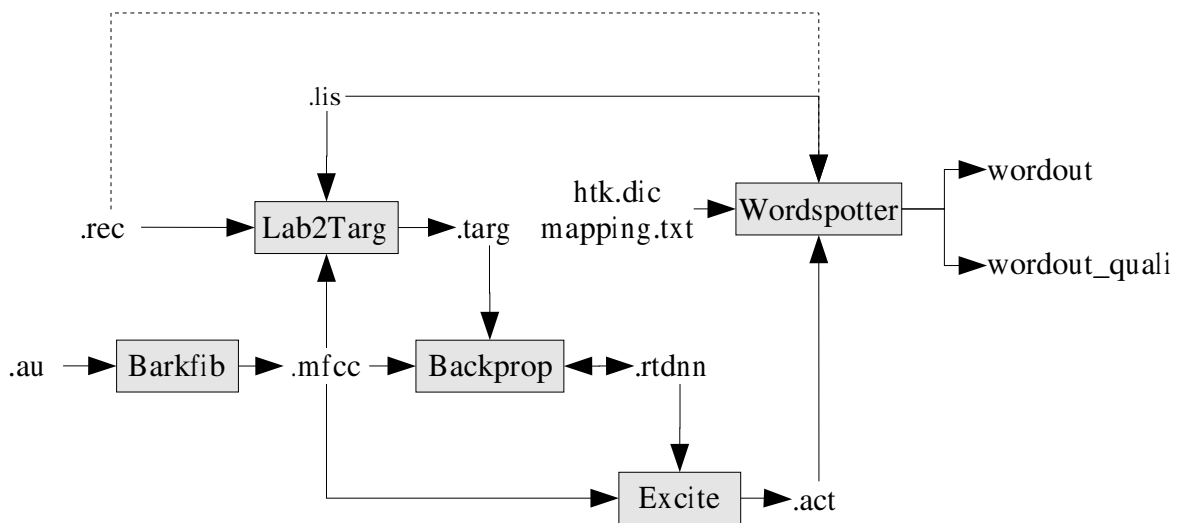 .lis
htk.dic
mapping.txt
Wordspotter
wordout
wordout_quali
.rec
Lab2Targ
.targ
.au
Barkfib
.mfcc
Backprop
.rtdnn
Excite
.act